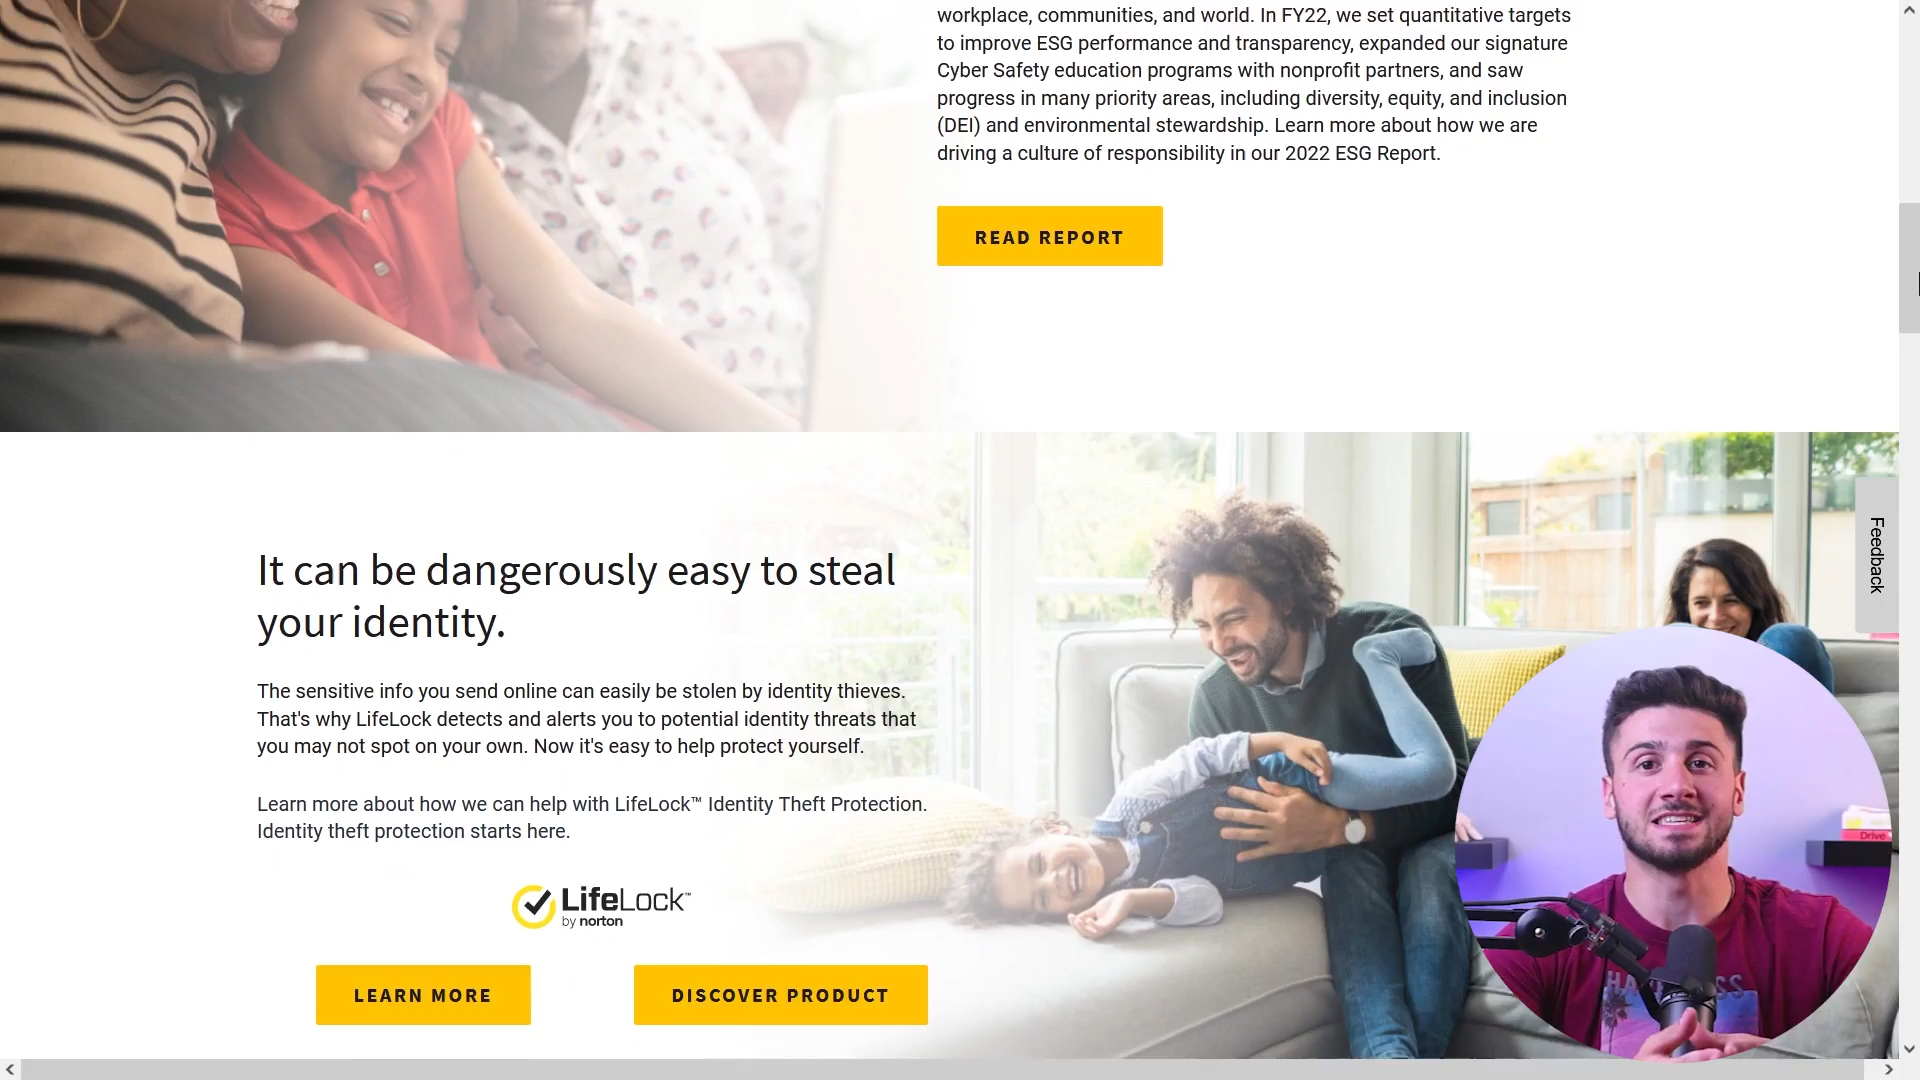 workplace, communities, and world. In FY22, we set quantitative targets
to improve ESG performance and transparency, expanded our signature
Cyber Safety education programs with nonprofit partners, and saw
progress in many priority areas, including diversity, equity, and inclusion
(DEI) and environmental stewardship. Learn more about how we are
driving a culture of responsibility in our 2022 ESG Report.
READ REPORT
Feedback
It can be dangerously easy to steal
your identity.
The sensitive info you send online can easily be stolen by identity thieves.
That's why LifeLock detects and alerts you to potential identity threats that
you may not spot on your own. Now it's easy to help protect yourself.
Learn more about how we can help with LifeLock™ Identity Theft Protection.
Identity theft protection starts here.
LifeLock™
by norton
LEARN MORE
DISCOVER PRODUCT
Drive